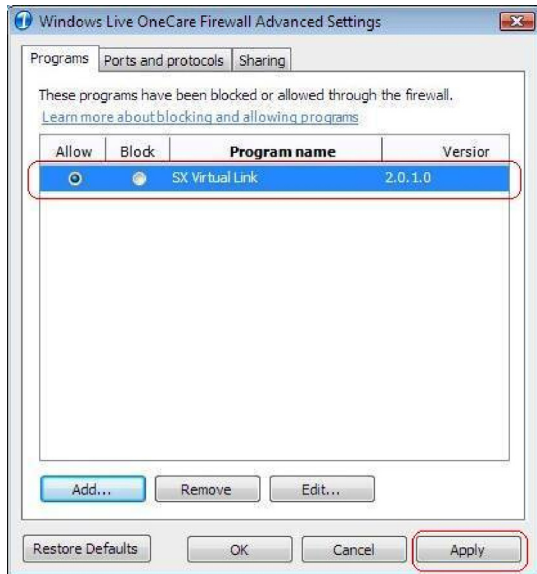 Windows Live OneCare Firewall Advanced Settings
Programs Ports and protocols Sharing
These programs have been blocked or allowed through the firewall.
Learn more about blocking and allowing programs
Allow Block Program name Versior
SX Virtual Link 2.0.1.0
Add... Remove Edit...
Restore Defaults OK Cancel Apply